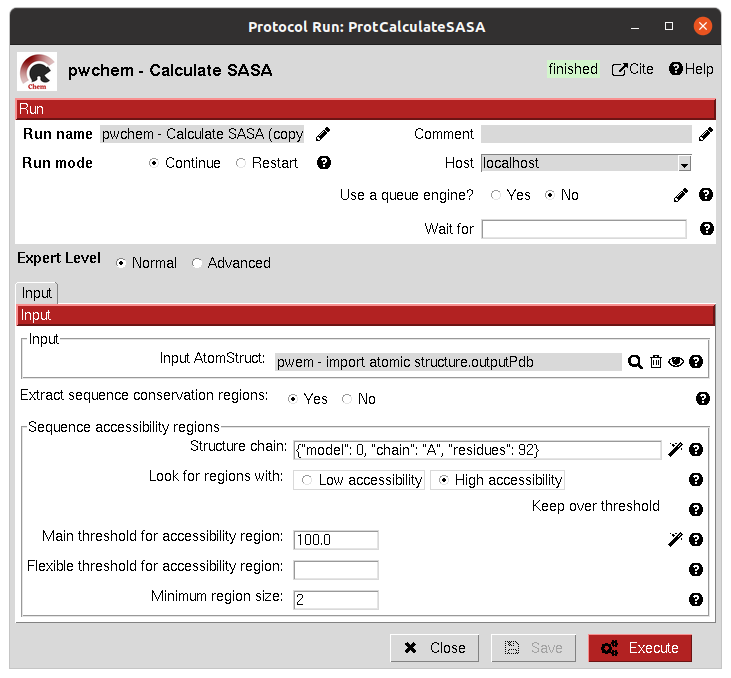 Protocol Run: ProtCalculateSASA
Chem
pwchem - Calculate SASA
finished Cite Help
Run
Run name pwchem - Calculate SASA (copy Comment
Run mode Continue Restart Host localhost
Use a queue engine? Yes No
Wait for
Expert Level Normal Advanced
Input
Input
Input
Input AtomStruct: pwem - import atomic structure.outputPdb
Extract sequence conservation regions: Yes No
Sequence accessibility regions
Structure chain: {"model": 0, "chain": "A", "residues": 92}
Look for regions with: Low accessibility High accessibility
Keep over threshold
Main threshold for accessibility region: 100.0
Flexible threshold for accessibility region:
Minimum region size: 2
Close Save Execute